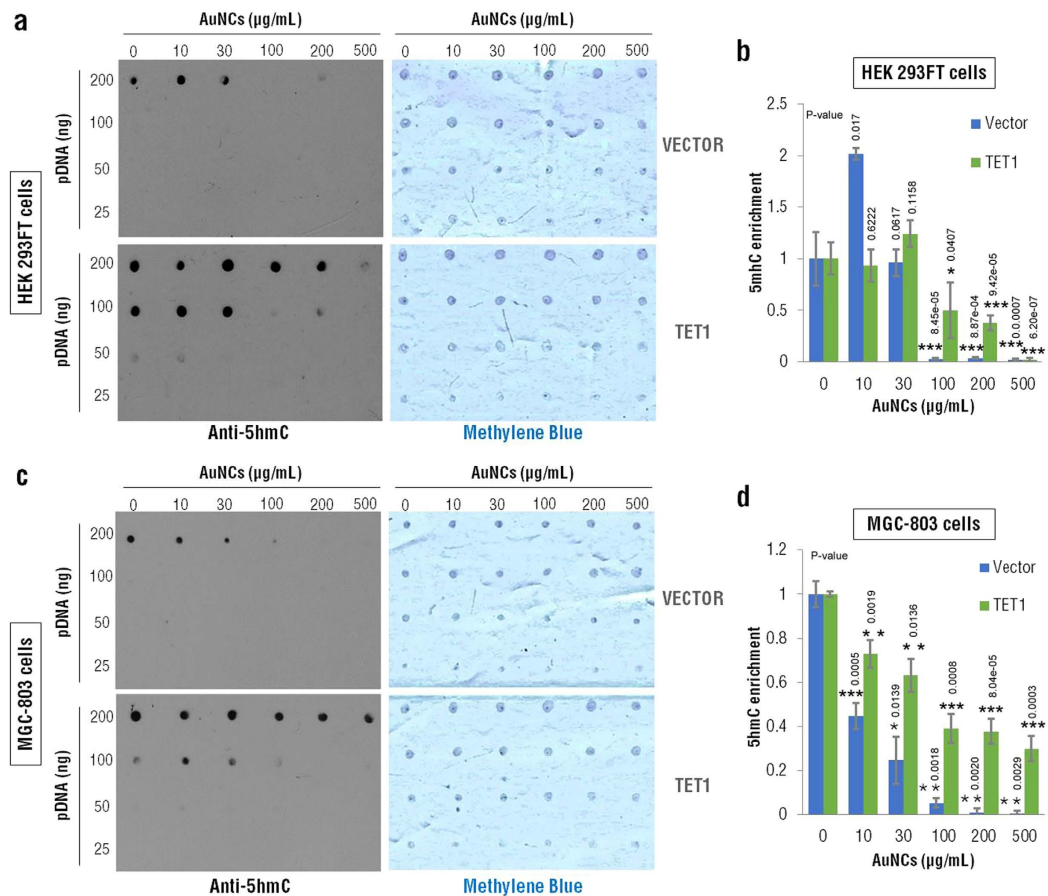 a
AuNCs (µg/mL)
AuNCs (µg/mL)
0 10 30 100 200 500
0 10 30 100 200 500
HEK 293FT cells
pDNA (ng)
200
100
50
25
VECTOR
pDNA (ng)
200
100
50
25
TET1
Anti-5hmC
Methylene Blue
b
HEK 293FT cells
P-value
Vector
TET1
5mhC enrichment
2.5
2
1.5
1
0.5
0
0.017
0.6222
0.0617
0.1158
8.45e-05
***
0.0407
*
8.87e-04
***
9.42e-05
***
0.0.0007
***
6.20e-07
***
0 10 30 100 200 500
AuNCs (µg/mL)
c
AuNCs (µg/mL)
AuNCs (µg/mL)
0 10 30 100 200 500
0 10 30 100 200 500
MGC-803 cells
pDNA (ng)
200
100
50
25
VECTOR
pDNA (ng)
200
100
50
25
TET1
Anti-5hmC
Methylene Blue
d
MGC-803 cells
P-value
Vector
TET1
5hmC enrichment
1.2
1
0.8
0.6
0.4
0.2
0
0.0005
***
0.0019
* *
0.0139
*
0.0136
* *
0.0018
* *
0.0008
***
0.0020
* *
8.04e-05
***
0.0029
* *
0.0003
***
0 10 30 100 200 500
AuNCs (µg/mL)